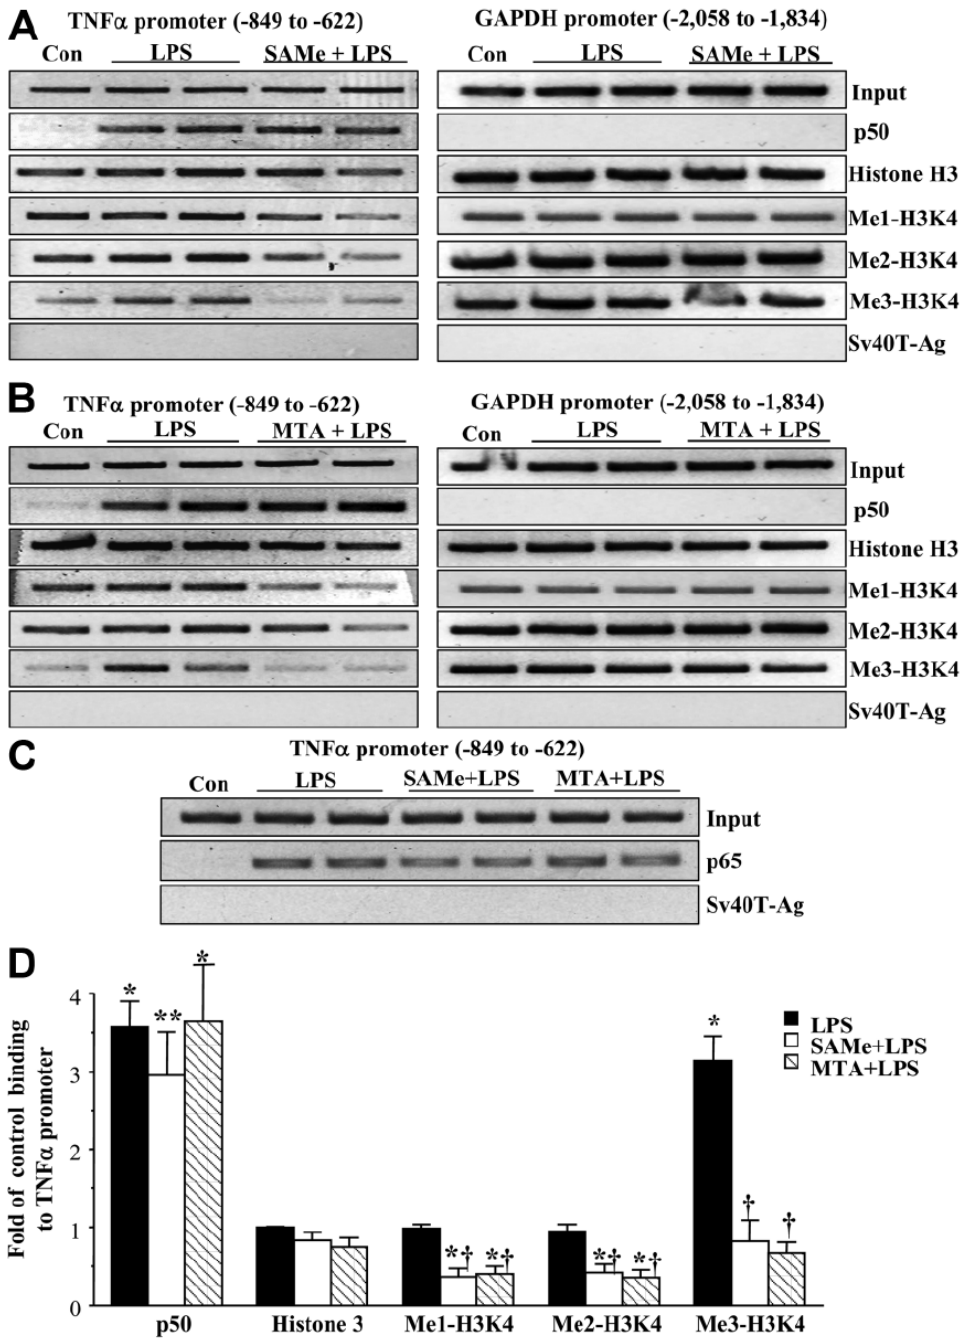 A
TNFα promoter (-849 to -622)
GAPDH promoter (-2,058 to -1,834)
Con LPS SAMe + LPS
Con LPS SAMe + LPS
Input
p50
Histone H3
Me1-H3K4
Me2-H3K4
Me3-H3K4
Sv40T-Ag
B
TNFα promoter (-849 to -622)
GAPDH promoter (-2,058 to -1,834)
Con LPS MTA + LPS
Con LPS MTA + LPS
Input
p50
Histone H3
Me1-H3K4
Me2-H3K4
Me3-H3K4
Sv40T-Ag
C
TNFα promoter (-849 to -622)
Con LPS SAMe+LPS MTA+LPS
Input
p65
Sv40T-Ag
D
Fold of control binding
to TNFα promoter
4
3
2
1
0
* ** *
*† *†
*† *†
* † †
LPS
SAMe+LPS
MTA+LPS
p50 Histone 3 Me1-H3K4 Me2-H3K4 Me3-H3K4